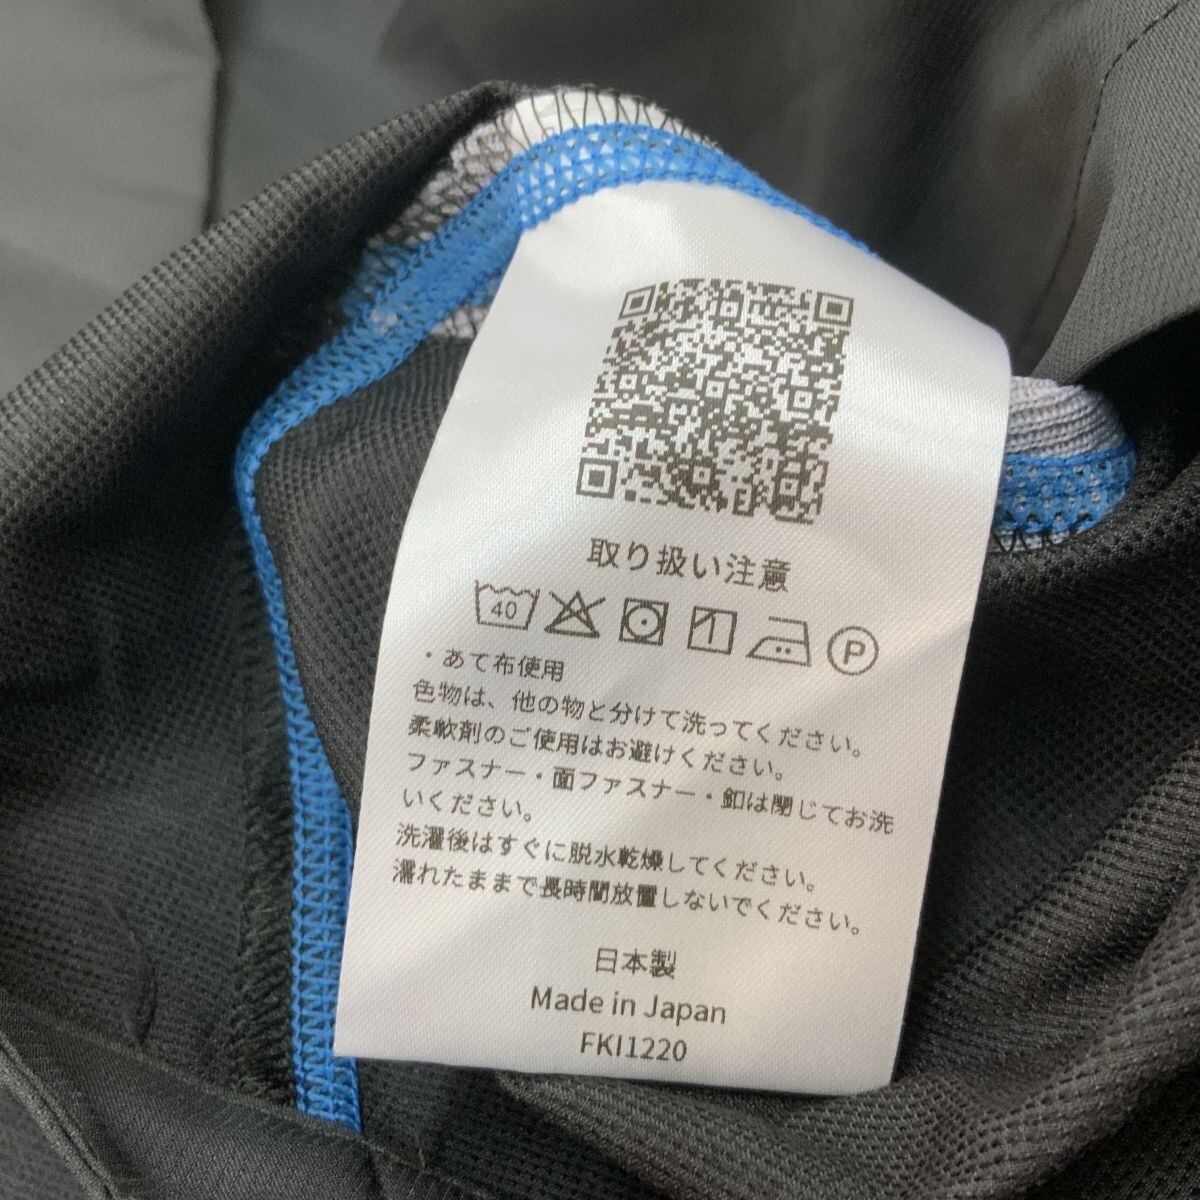 取り扱い注意
40 P
・あて布使用
色物は、他の物と分けて洗ってください。
柔軟剤のご使用はお避けください。
ファスナー・面ファスナー・釦は閉じてお洗
いください。
洗濯後はすぐに脱水乾燥してください。
濡れたままで長時間放置しないでください。
日本製
Made in Japan
FKI1220